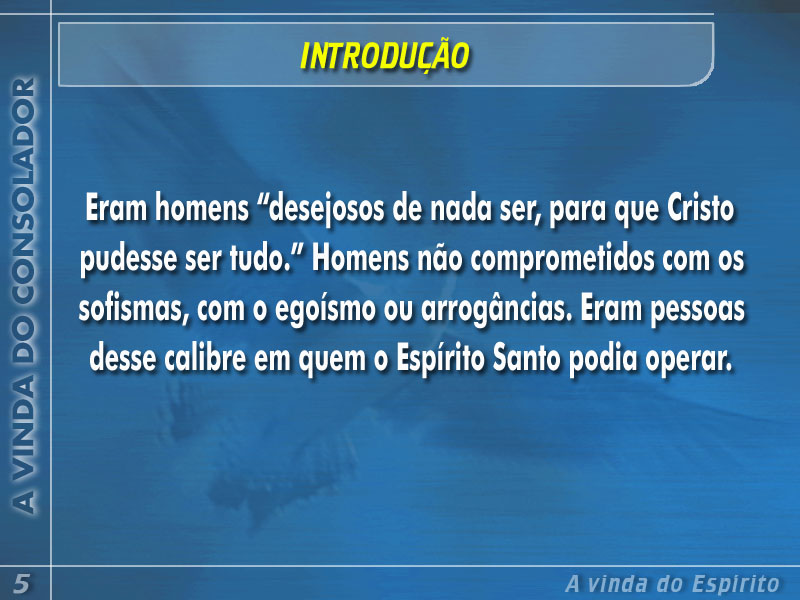 INTRODUÇÃO
A VINDA DO CONSOLADOR
Eram homens “desejosos de nada ser, para que Cristo
pudesse ser tudo.” Homens não comprometidos com os
sofismas, com o egoísmo ou arrogâncias. Eram pessoas
desse calibre em quem o Espírito Santo podia operar.
5
A vinda do Espírito